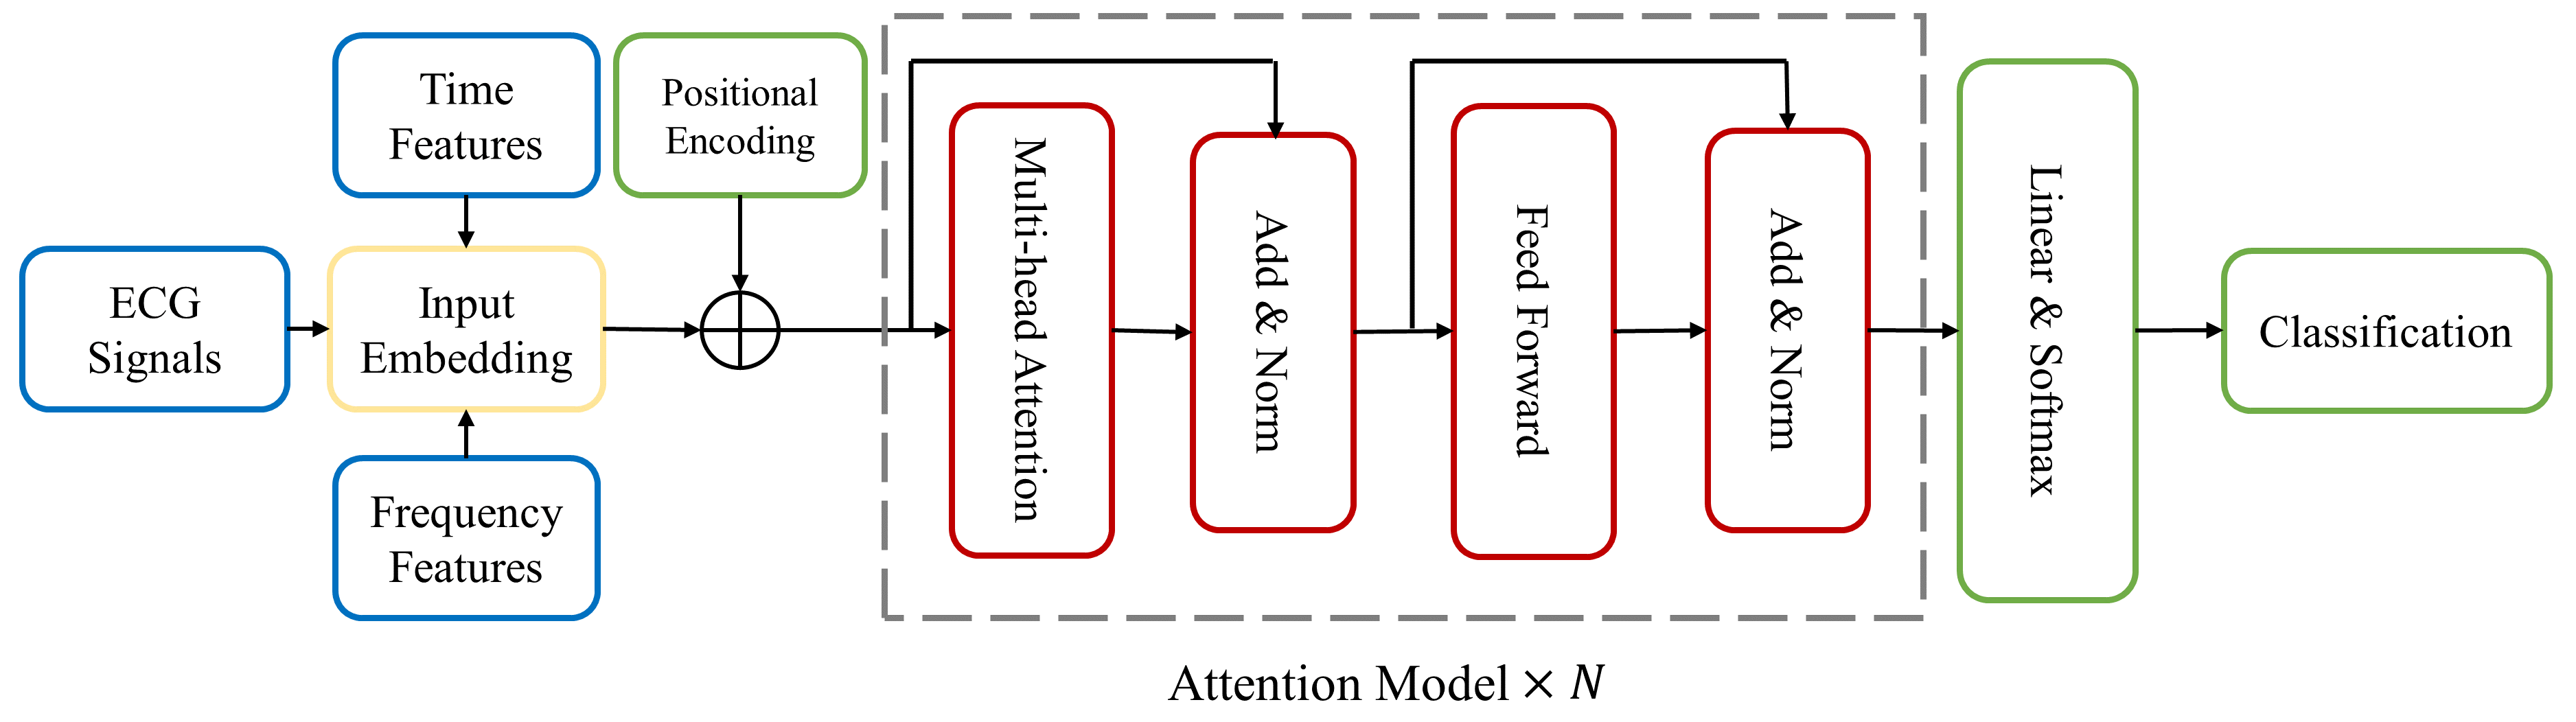 Time
Features
Positional
Encoding
ECG
Signals
Input
Embedding
Frequency
Features
Multi-head Attention
Add & Norm
Feed Forward
Add & Norm
Linear & Softmax
Classification
Attention Model × N